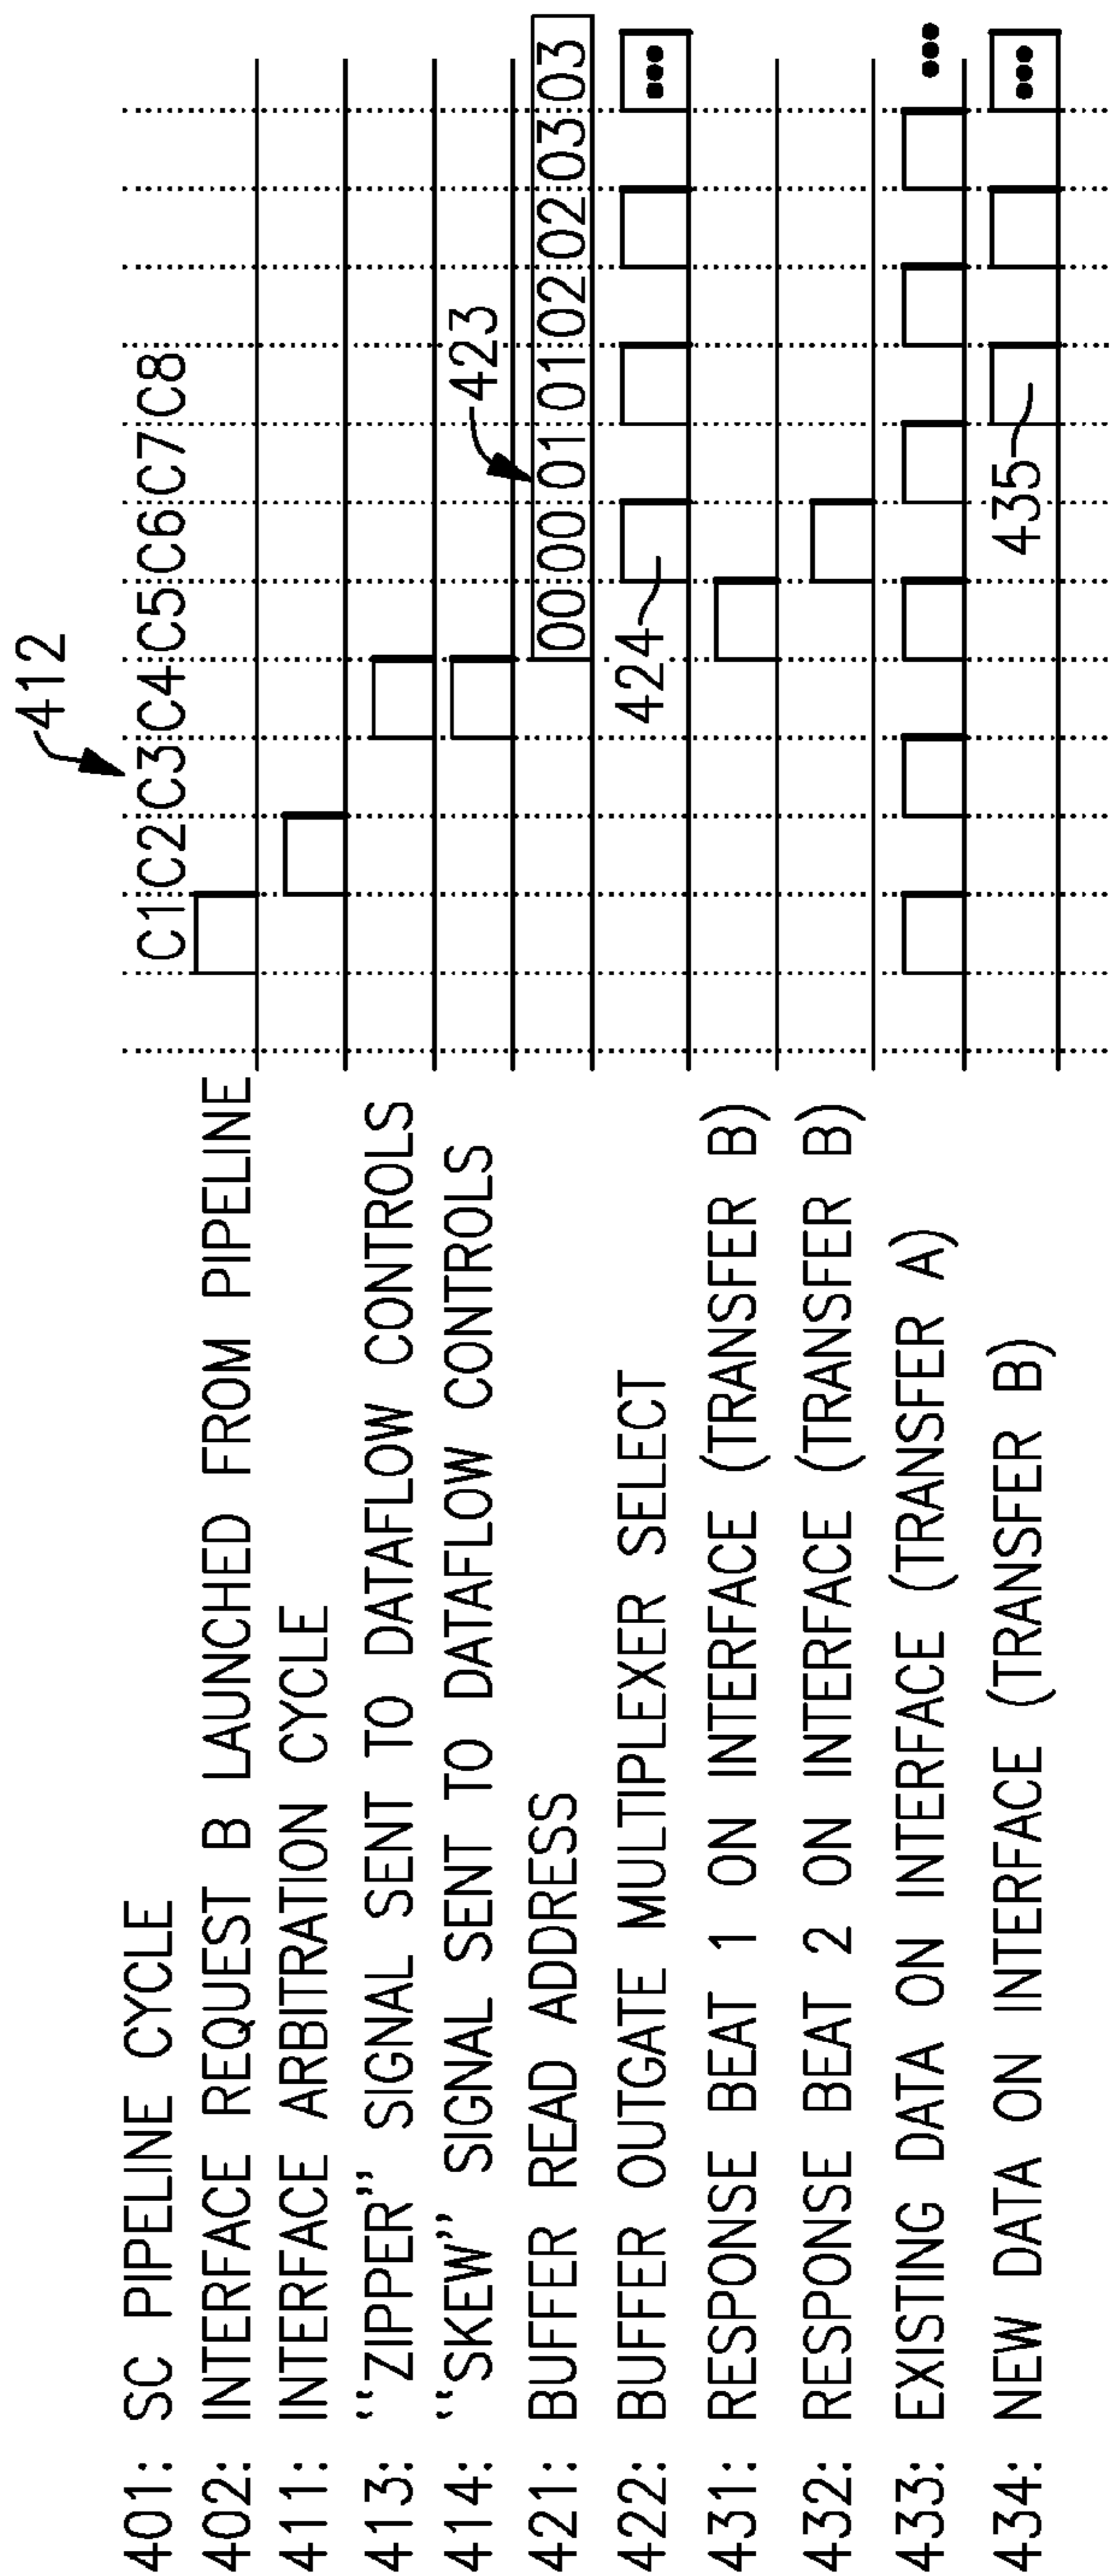 412
401: SC PIPELINE CYCLE C1 C2 C3 C4 C5 C6 C7 C8
402: INTERFACE REQUEST B LAUNCHED FROM PIPELINE
411: INTERFACE ARBITRATION CYCLE
413: "ZIPPER" SIGNAL SENT TO DATAFLOW CONTROLS
414: "SKEW" SIGNAL SENT TO DATAFLOW CONTROLS
423
421: BUFFER READ ADDRESS 00 00 01 01 02 02 03 03
422: BUFFER OUTGATE MULTIPLEXER SELECT
424
431: RESPONSE BEAT 1 ON INTERFACE (TRANSFER B)
432: RESPONSE BEAT 2 ON INTERFACE (TRANSFER B)
433: EXISTING DATA ON INTERFACE (TRANSFER A)
434: NEW DATA ON INTERFACE (TRANSFER B)
435